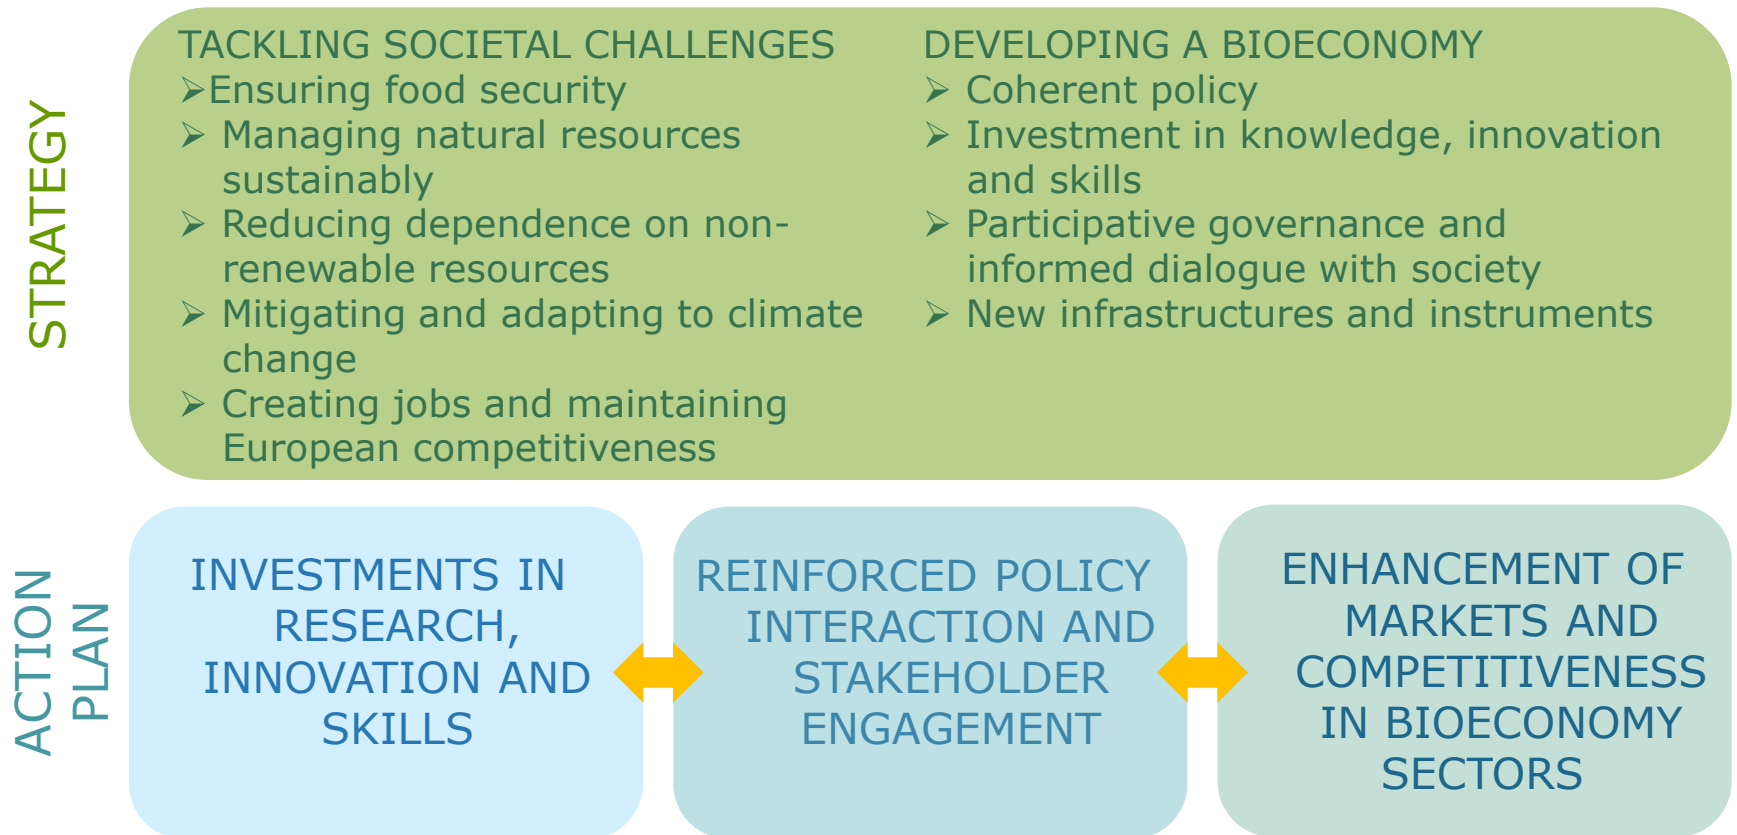 STRATEGY
TACKLING SOCIETAL CHALLENGES
➢Ensuring food security
➢ Managing natural resources
sustainably
➢ Reducing dependence on non-
renewable resources
➢ Mitigating and adapting to climate
change
➢ Creating jobs and maintaining
European competitiveness
DEVELOPING A BIOECONOMY
➢ Coherent policy
➢ Investment in knowledge, innovation
and skills
➢ Participative governance and
informed dialogue with society
➢ New infrastructures and instruments
ACTION
PLAN
INVESTMENTS IN
RESEARCH,
INNOVATION AND
SKILLS
REINFORCED POLICY
INTERACTION AND
STAKEHOLDER
ENGAGEMENT
ENHANCEMENT OF
MARKETS AND
COMPETITIVENESS
IN BIOECONOMY
SECTORS